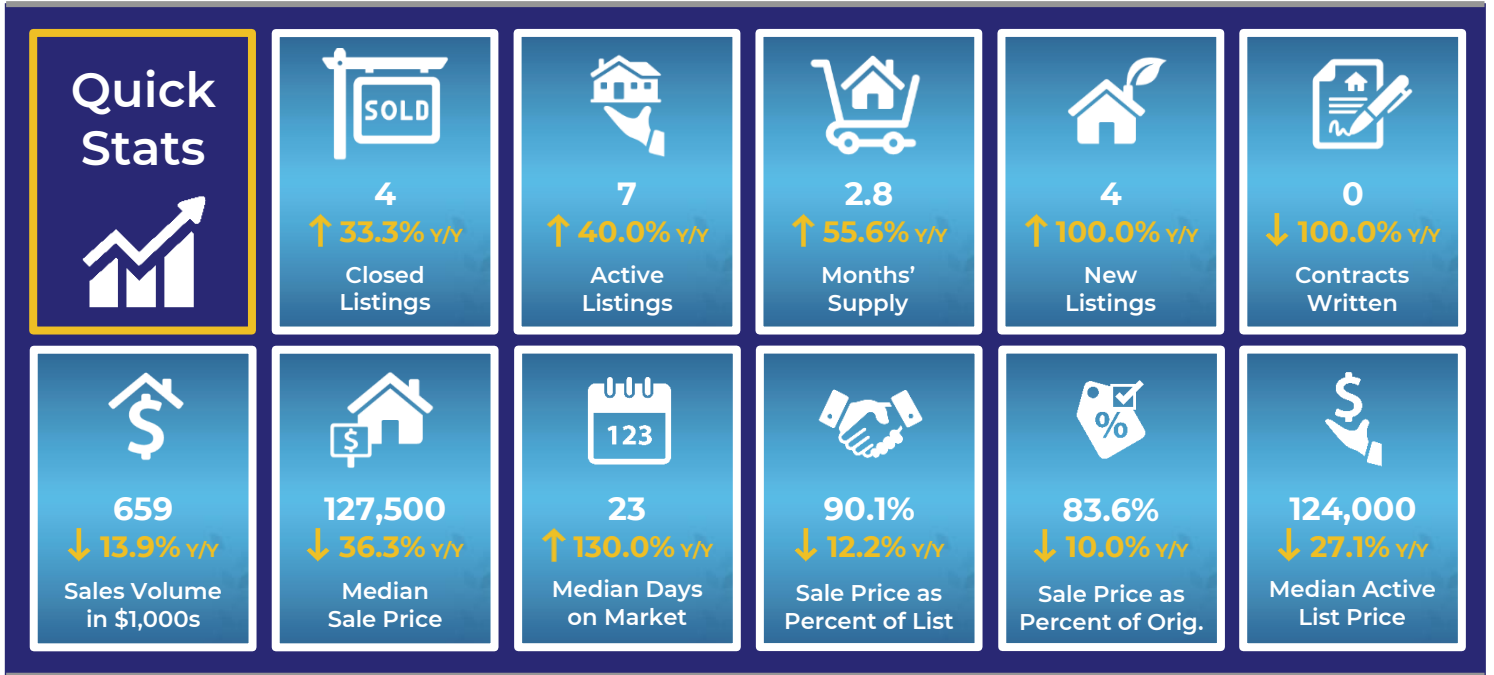 Quick
Stats
SOLD
4
↑ 33.3% Y/Y
Closed
Listings
7
↑ 40.0% Y/Y
Active
Listings
2.8
↑ 55.6% Y/Y
Months’
Supply
4
↑ 100.0% Y/Y
New
Listings
0
↓ 100.0% Y/Y
Contracts
Written
$
659
↓ 13.9% Y/Y
Sales Volume
in $1,000s
$
127,500
↓ 36.3% Y/Y
Median
Sale Price
123
23
↑ 130.0% Y/Y
Median Days
on Market
90.1%
↓ 12.2% Y/Y
Sale Price as
Percent of List
%
83.6%
↓ 10.0% Y/Y
Sale Price as
Percent of Orig.
$
124,000
↓ 27.1% Y/Y
Median Active
List Price